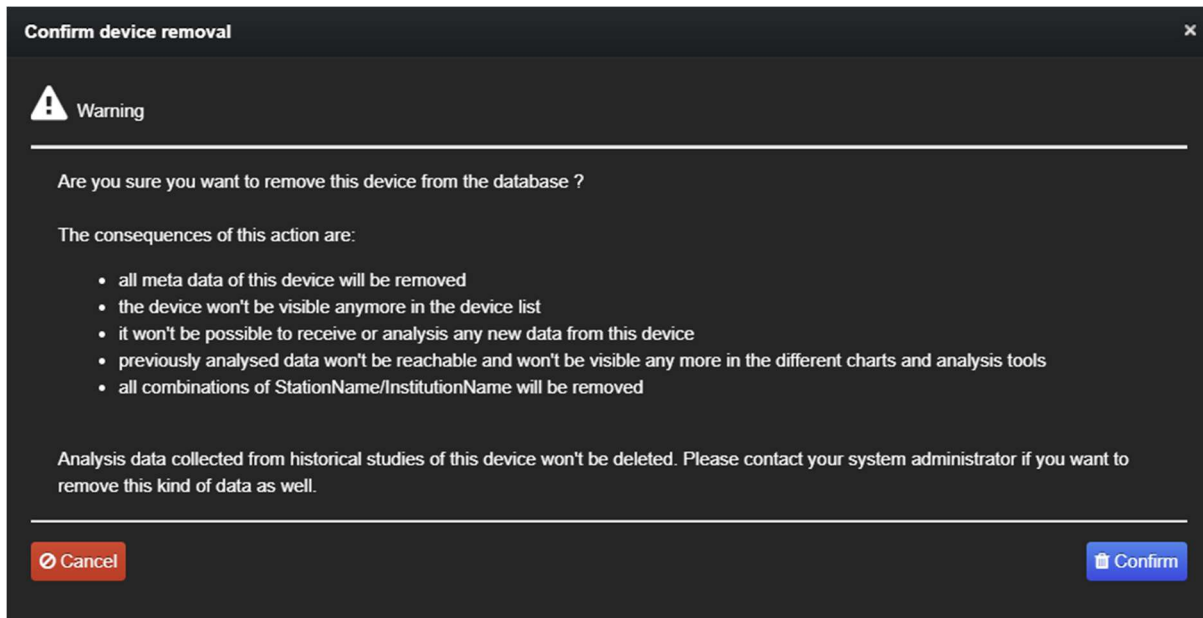 Confirm device removal
Warning
Are you sure you want to remove this device from the database ?
The consequences of this action are:
all meta data of this device will be removed
the device won't be visible anymore in the device list
it won't be possible to receive or analysis any new data from this device
previously analysed data won't be reachable and won't be visible any more in the different charts and analysis tools
all combinations of StationName/InstitutionName will be removed
Analysis data collected from historical studies of this device won't be deleted. Please contact your system administrator if you want to
remove this kind of data as well.
Cancel
Confirm